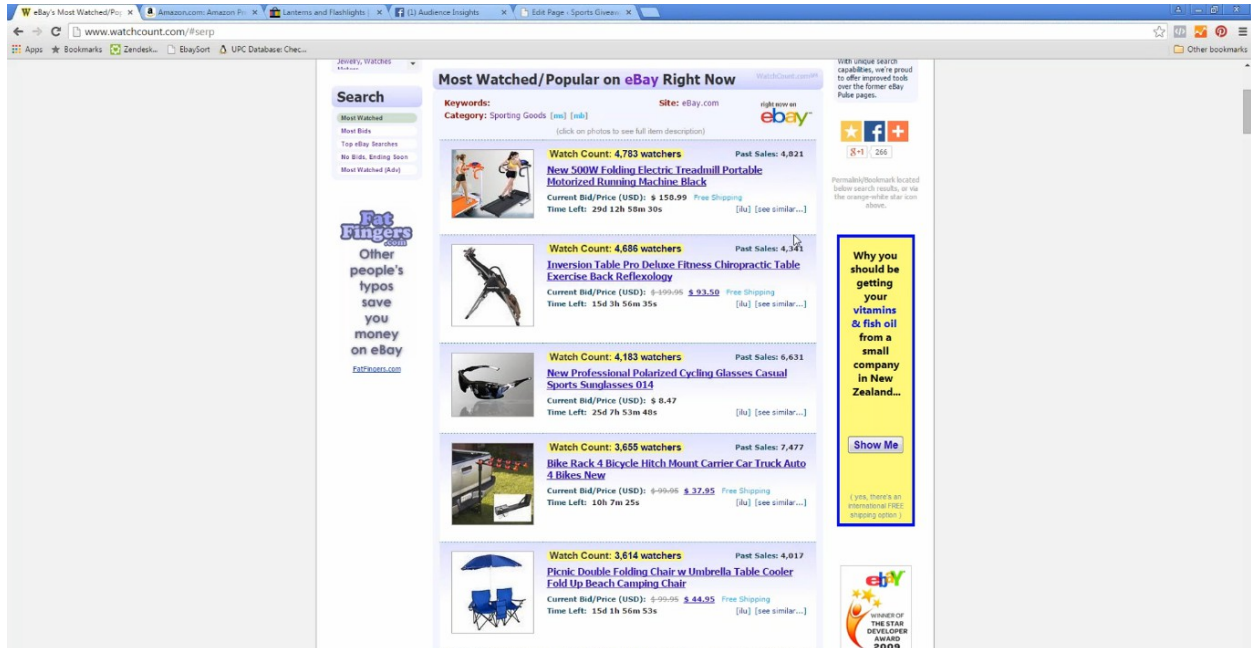 eBay's Most Watched/Pop
Amazon.com: Amazon Pri
Lanterns and Flashlights |
(1) Audience Insights
Edit Page ‹ Sports Giveaw
www.watchcount.com/#serp
Apps Bookmarks Zendesk... EbaySort UPC Database: Chec... Other bookmarks
Jewelry, Watches
Search
Most Watched
Most Bids
Top eBay Searches
No Bids, Ending Soon
Most Watched (Adv)
Fat
Fingers
.com
Other
people's
typos
save
you
money
on eBay
FatFingers.com
Most Watched/Popular on eBay Right Now
WatchCount.com
Keywords: Site: eBay.com
Category: Sporting Goods
right now on
ebay
(click on photos to see full item description)
Watch Count: 4,783 watchers Past Sales: 4,821
New 500W Folding Electric Treadmill Portable
Motorized Running Machine Black
Current Bid/Price (USD): $ 158.99 Free Shipping
Time Left: 29d 12h 58m 30s [ilu] [see similar...]
Watch Count: 4,686 watchers Past Sales: 4,341
Inversion Table Pro Deluxe Fitness Chiropractic Table
Exercise Back Reflexology
Current Bid/Price (USD): $ 199.95 $ 93.50 Free Shipping
Time Left: 15d 3h 56m 35s [ilu] [see similar...]
Watch Count: 4,183 watchers Past Sales: 6,631
New Professional Polarized Cycling Glasses Casual
Sports Sunglasses 014
Current Bid/Price (USD): $ 8.47
Time Left: 25d 7h 53m 48s [ilu] [see similar...]
Watch Count: 3,655 watchers Past Sales: 7,477
Bike Rack 4 Bicycle Hitch Mount Carrier Car Truck Auto
4 Bikes New
Current Bid/Price (USD): $ 99.95 $ 37.95 Free Shipping
Time Left: 10h 7m 25s [ilu] [see similar...]
Watch Count: 3,614 watchers Past Sales: 4,017
Picnic Double Folding Chair w Umbrella Table Cooler
Fold Up Beach Camping Chair
Current Bid/Price (USD): $ 99.95 $ 44.95 Free Shipping
Time Left: 15d 1h 56m 53s [ilu] [see similar...]
With unique search
capabilities, we're proud
to offer improved tools
over the former eBay
Pulse pages.
g+1 266
Permalink/Bookmark located
below search results, or via
the orange-white star icon
above.
Why you
should be
getting
your
vitamins
& fish oil
from a
small
company
in New
Zealand...
Show Me
( yes, there's an
international FREE
shipping option )
ebay
WINNER OF
THE STAR
DEVELOPER
AWARD
2009